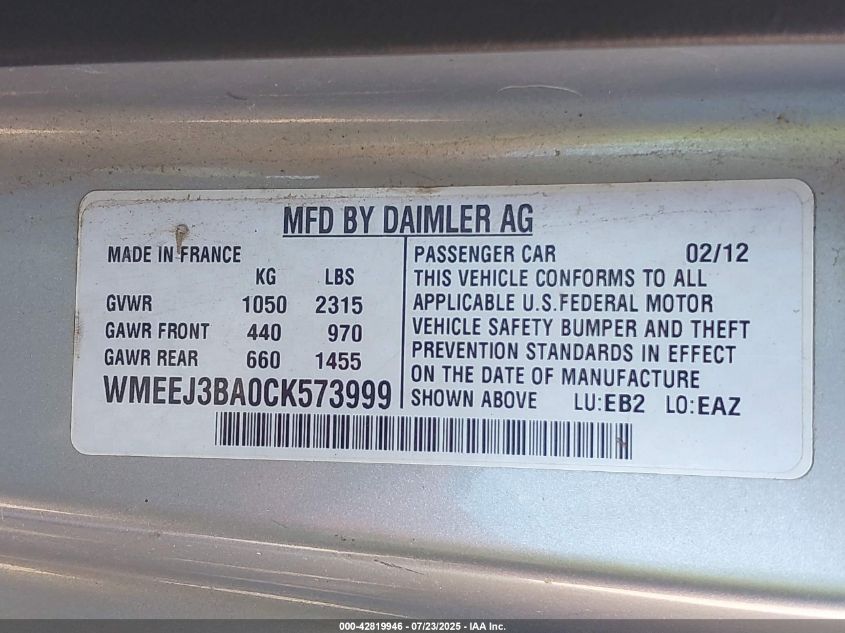 MFD BY DAIMLER AG
MADE IN FRANCE
KG LBS
GVWR 1050 2315
GAWR FRONT 440 970
GAWR REAR 660 1455
WMEEJ3BA0CK573999
PASSENGER CAR 02/12
THIS VEHICLE CONFORMS TO ALL
APPLICABLE U.S.FEDERAL MOTOR
VEHICLE SAFETY BUMPER AND THEFT
PREVENTION STANDARDS IN EFFECT
ON THE DATE OF MANUFACTURE
SHOWN ABOVE LU:EB2 LO:EAZ
000-42819946 - 07/23/2025 - IAA Inc.